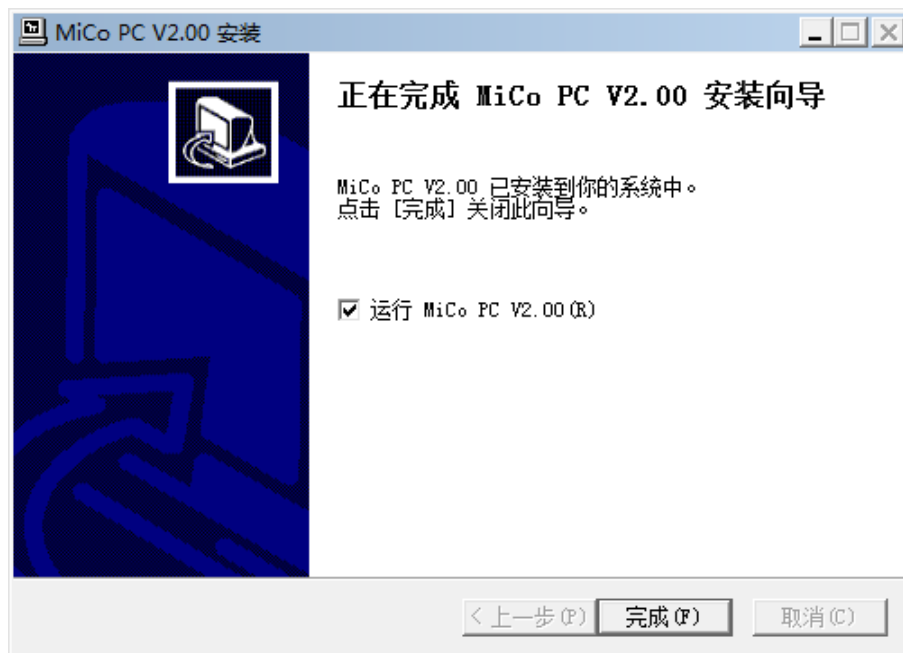 MiCo PC V2.00 安装
正在完成 MiCo PC V2.00 安装向导
MiCo PC V2.00 已安装到你的系统中。
点击 [完成] 关闭此向导。
运行 MiCo PC V2.00(R)
< 上一步(P) 完成(F) 取消(C)